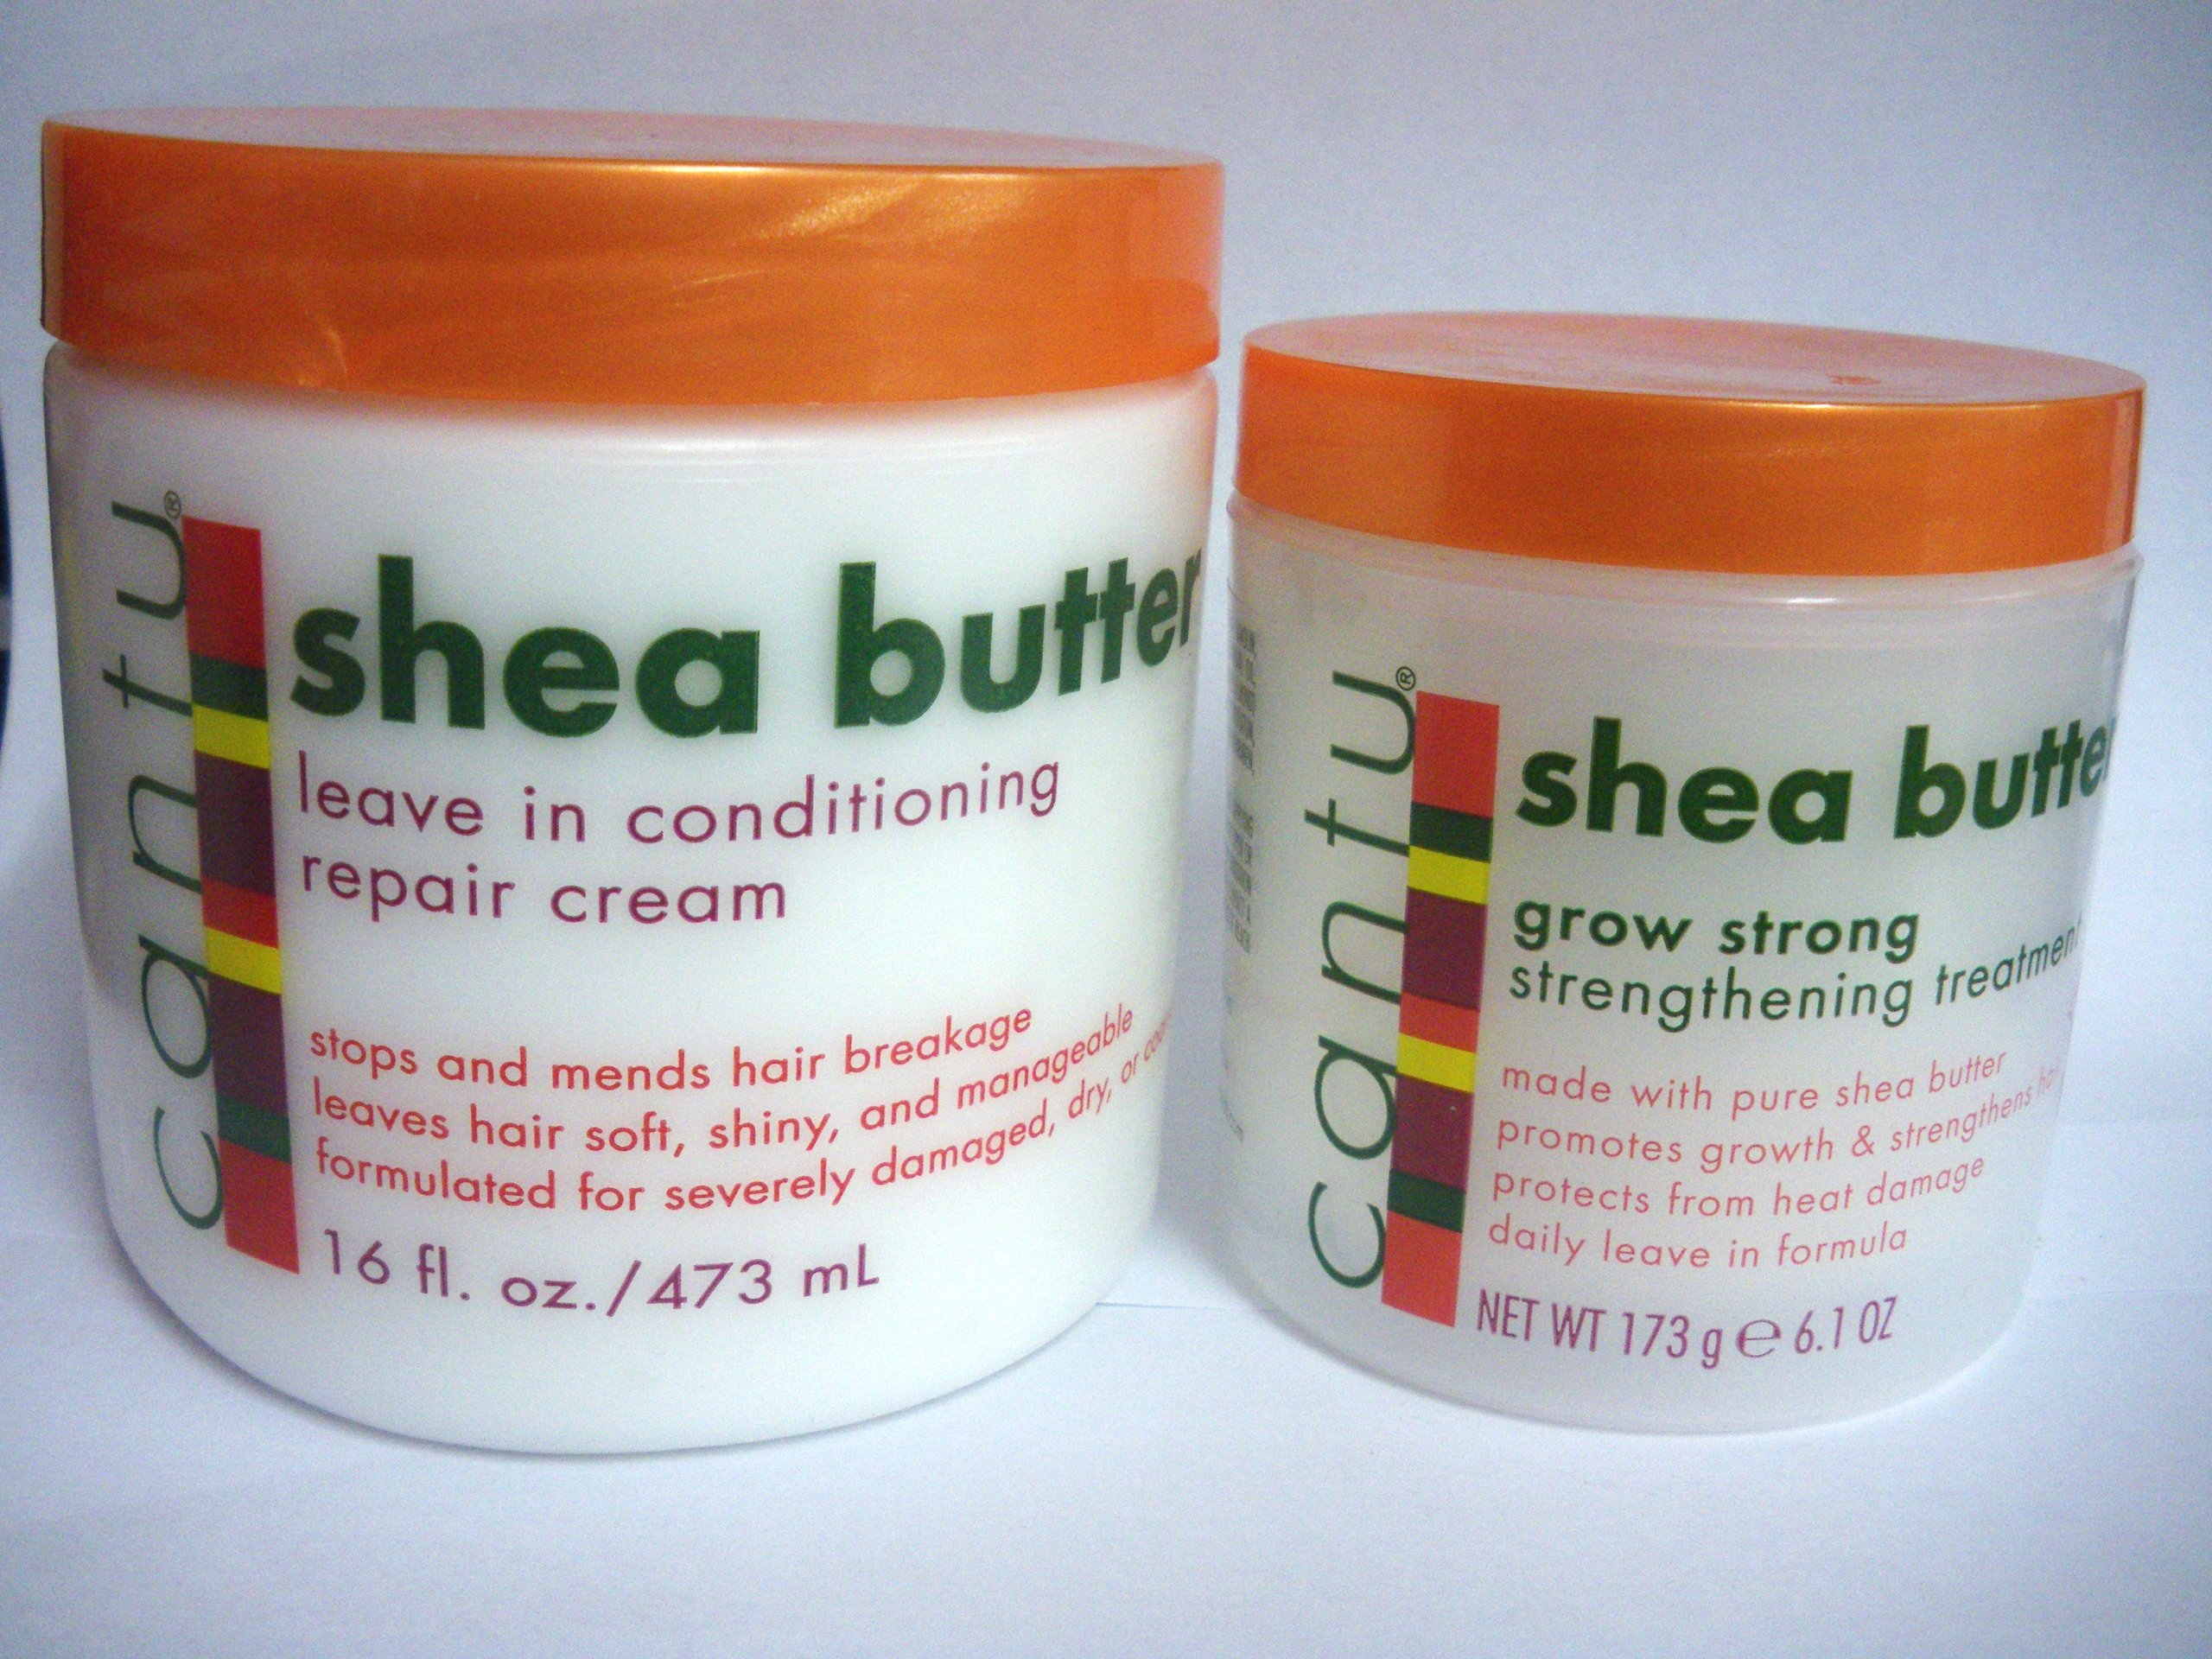 cantu®
shea butter
leave in conditioning
repair cream
stops and mends hair breakage
leaves hair soft, shiny, and manageable
formulated for severely damaged, dry, or
16 fl. oz./473 mL
cantu®
shea butte
grow strong
strengthening treatment
made with pure shea butter
promotes growth & strengthens
protects from heat damage
daily leave in formula
NET WT 173 g e 6.1 OZ